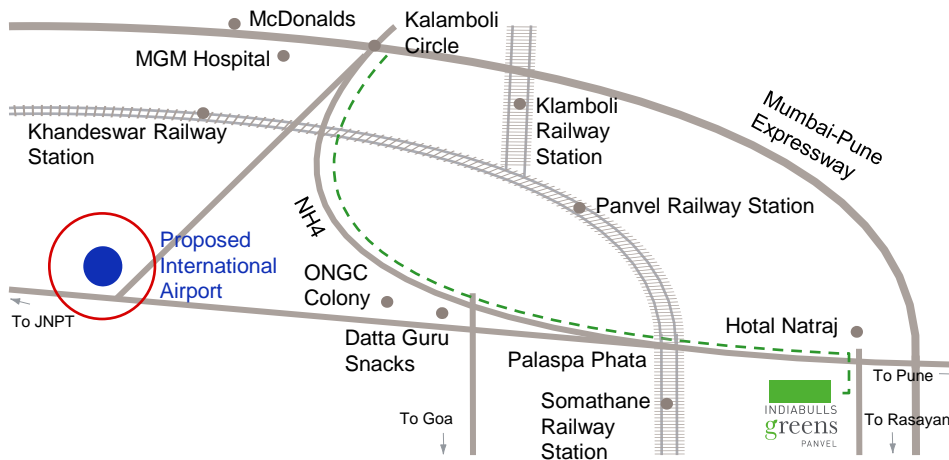 McDonalds
Kalamboli
Circle
MGM Hospital
Klamboli
Railway
Station
Mumbai-Pune
Expressway
Khandeswar Railway
Station
NH4
Panvel Railway Station
Proposed
International
Airport
ONGC
Colony
To JNPT
Datta Guru
Snacks
Hotal Natraj
Palaspa Phata
To Pune
To Goa
Somathane
Railway
Station
INDIABULLS
greens
PANVEL
To Rasayani